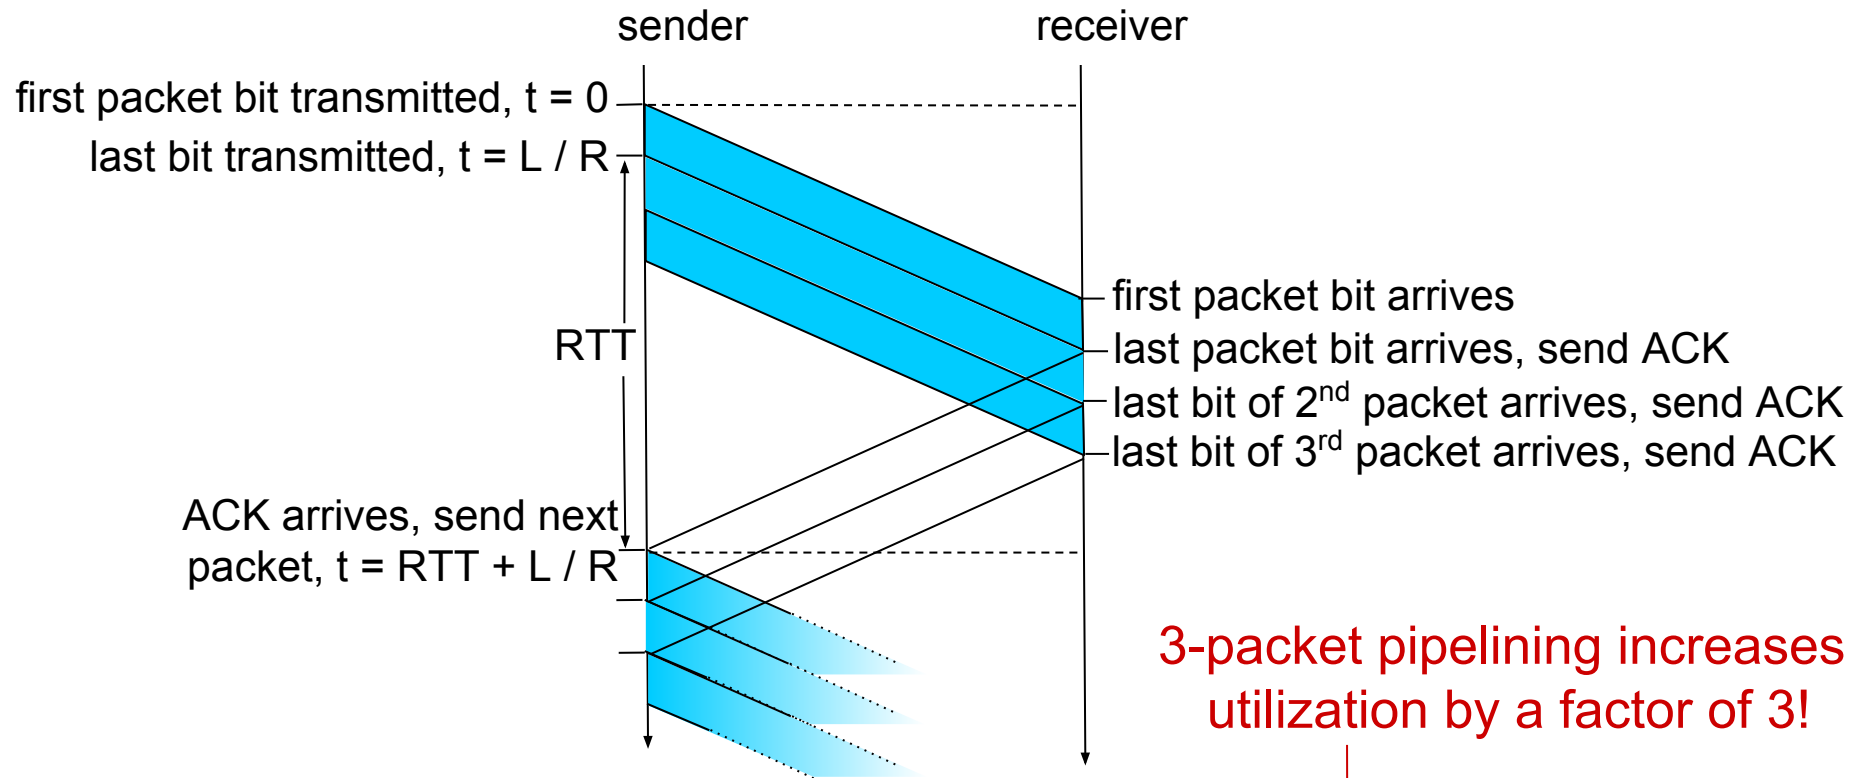 sender
receiver
first packet bit transmitted, t = 0
last bit transmitted, t = L / R
first packet bit arrives
RTT
last packet bit arrives, send ACK
last bit of 2nd packet arrives, send ACK
last bit of 3rd packet arrives, send ACK
ACK arrives, send next
packet, t = RTT + L / R
3-packet pipelining increases
utilization by a factor of 3!